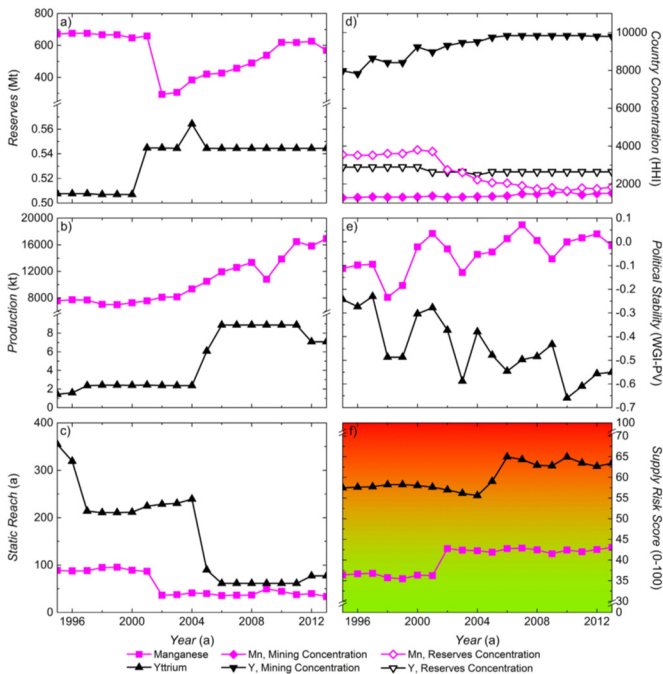 a)
800
600
400
0.56
0.54
0.52
0.50
Reserves (Mt)
b)
20000
16000
12000
8000
8
6
4
2
0
Production (kt)
c)
400
300
200
100
50
0
Static Reach (a)
1996 2000 2004 2008 2012
Year (a)
d)
10000
8000
6000
4000
2000
Country Concentration
(HHI)
e)
0.1
0.0
-0.1
-0.2
-0.3
-0.4
-0.5
-0.6
-0.7
Political Stability (WGI-PV)
f)
100
70
65
60
55
50
45
40
35
30
0
Supply Risk Score (0-100)
1996 2000 2004 2008 2012
Year (a)
Manganese Mn, Mining Concentration Mn, Reserves Concentration
Yttrium Y, Mining Concentration Y, Reserves Concentration